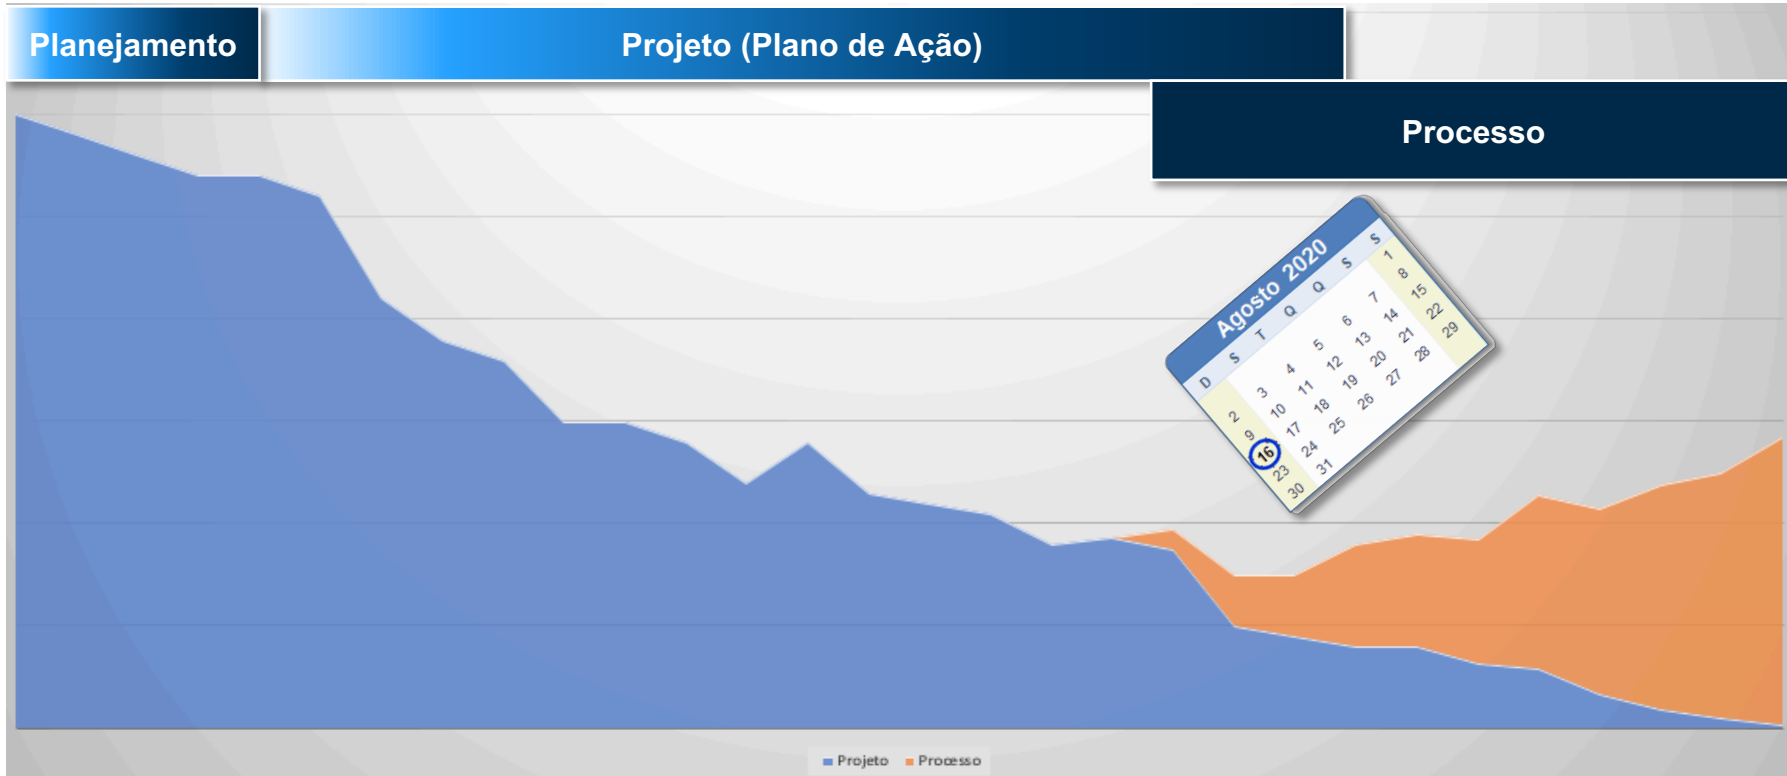 Planejamento
Projeto (Plano de Ação)
Processo
Agosto 2020
D S T Q Q S S
1
2 3 4 5 6 7 8
9 10 11 12 13 14 15
16 17 18 19 20 21 22
23 24 25 26 27 28 29
30 31
Projeto Processo